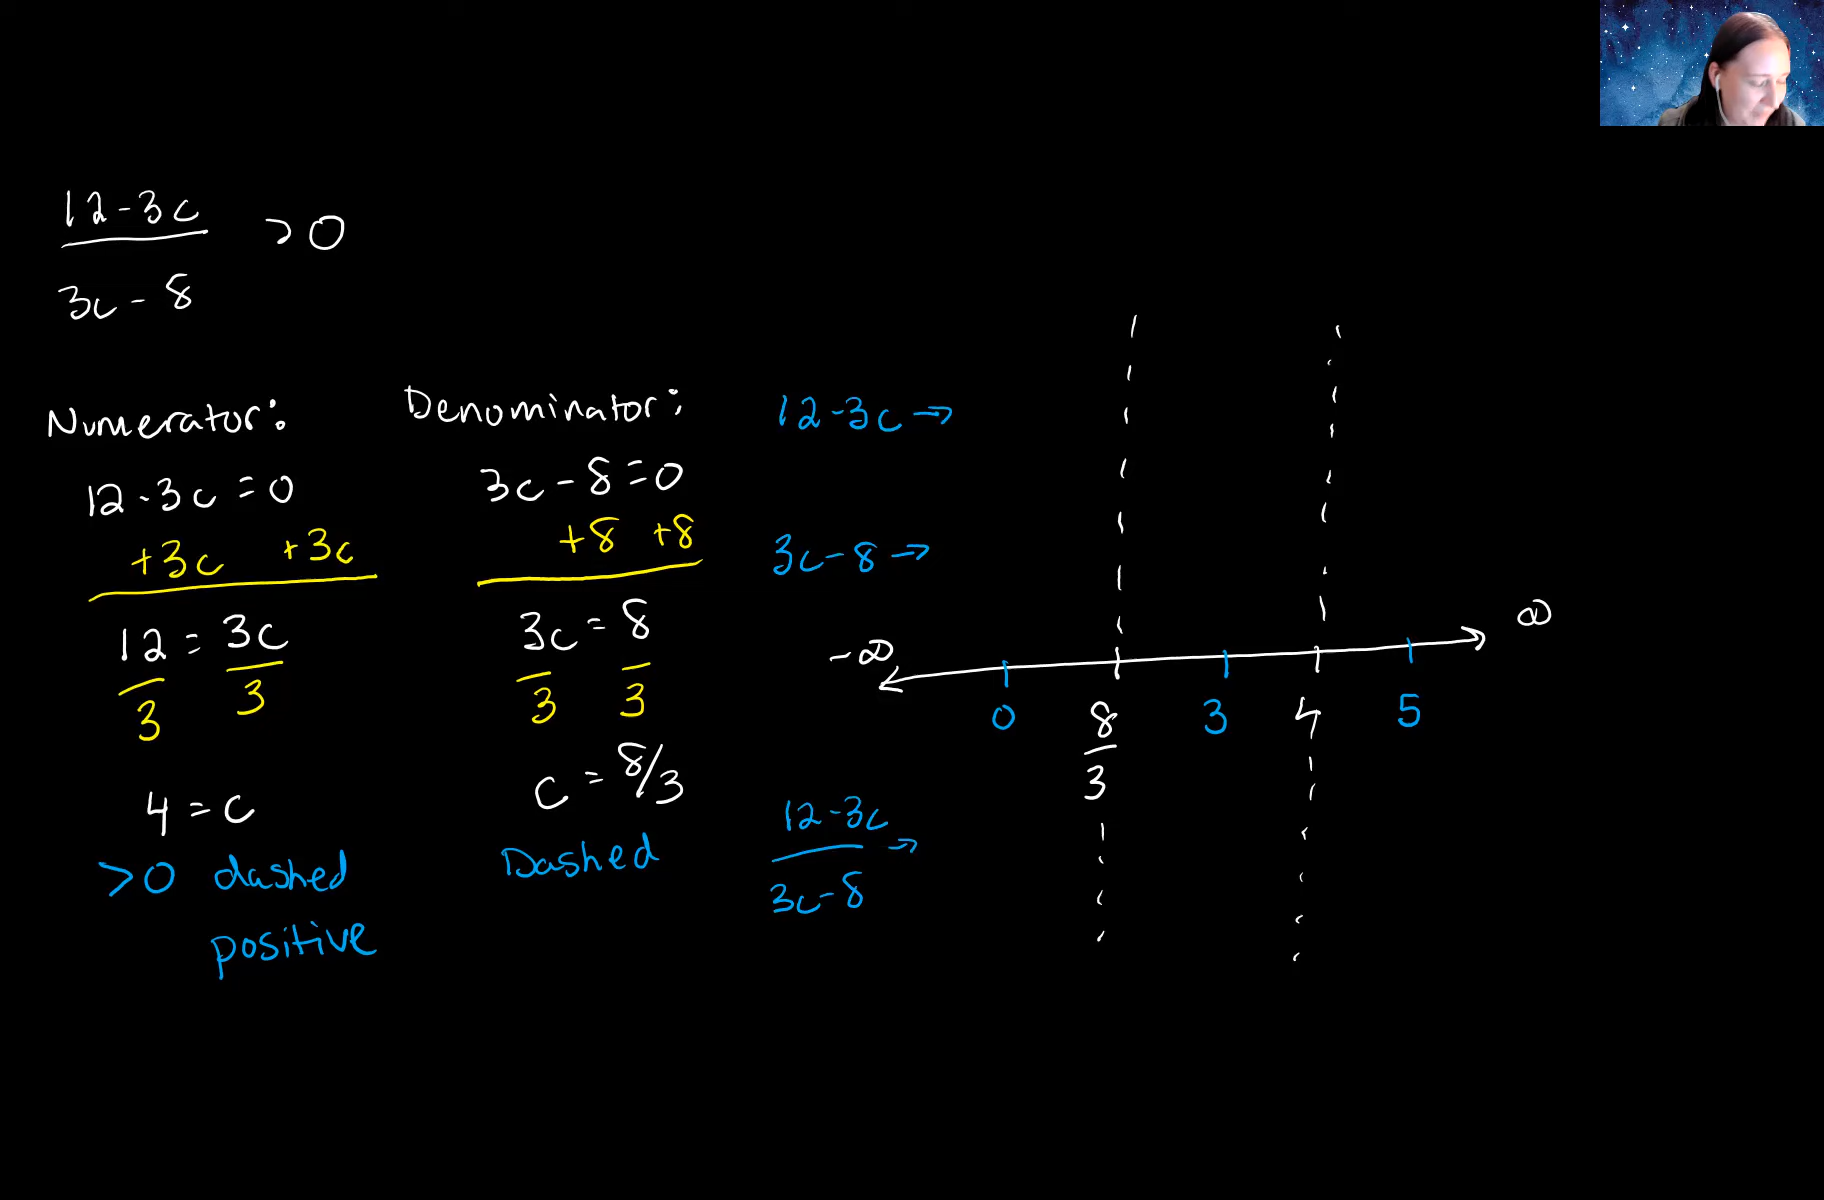 12-3c
3c-8
>0
Numerator:
12-3c=0
+3c +3c
12=3c
3 3
4=c
>0 dashed
positive
Denominator:
3c-8=0
+8 +8
3c=8
3 3
c=8/3
Dashed
12-3c→
3c-8→
-∞ ∞
0 8/3 3 4 5
12-3c
3c-8
→